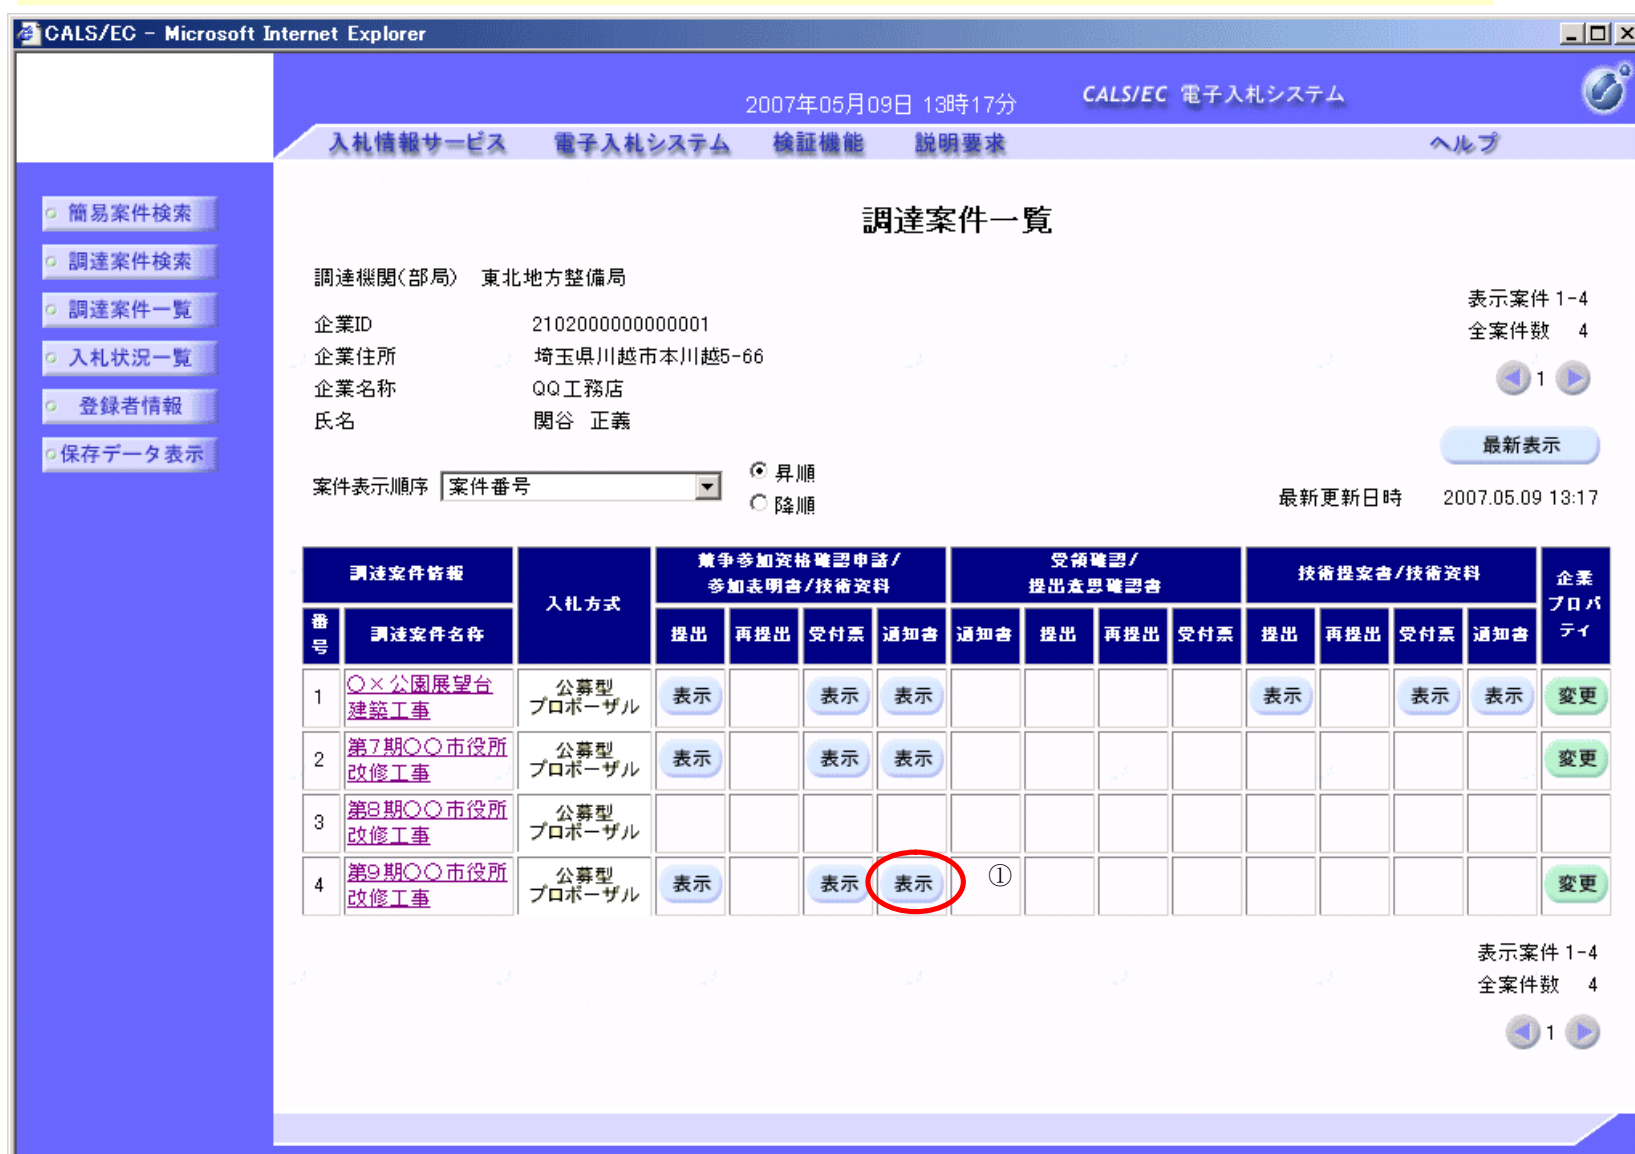 CALS/EC - Microsoft Internet Explorer
2007年05月09日 13時17分
CALS/EC 電子入札システム
入札情報サービス 電子入札システム 検証機能 説明要求 ヘルプ
簡易案件検索
調達案件検索
調達案件一覧
入札状況一覧
登録者情報
保存データ表示
調達案件一覧
調達機関(部局) 東北地方整備局
企業ID 2102000000000001
企業住所 埼玉県川越市本川越5-66
企業名称 QQ工務店
氏名 関谷 正義
表示案件 1-4
全案件数 4
1
最新表示
案件表示順序 案件番号
昇順
降順
最新更新日時 2007.05.09 13:17
調達案件情報 入札方式 競争参加資格確認申請/参加表明書/技術資料 受領確認/提出意思確認書 技術提案書/技術資料 企業プロパティ
番号 調達案件名称 提出 再提出 受付票 通知書 通知書 提出 再提出 受付票 提出 再提出 受付票 通知書
1 〇×公園展望台建築工事 公募型プロポーザル 表示 表示 表示 表示 表示 表示 変更
2 第7期〇〇市役所改修工事 公募型プロポーザル 表示 表示 表示 変更
3 第8期〇〇市役所改修工事 公募型プロポーザル
4 第9期〇〇市役所改修工事 公募型プロポーザル 表示 表示 表示 ① 変更
表示案件 1-4
全案件数 4
1